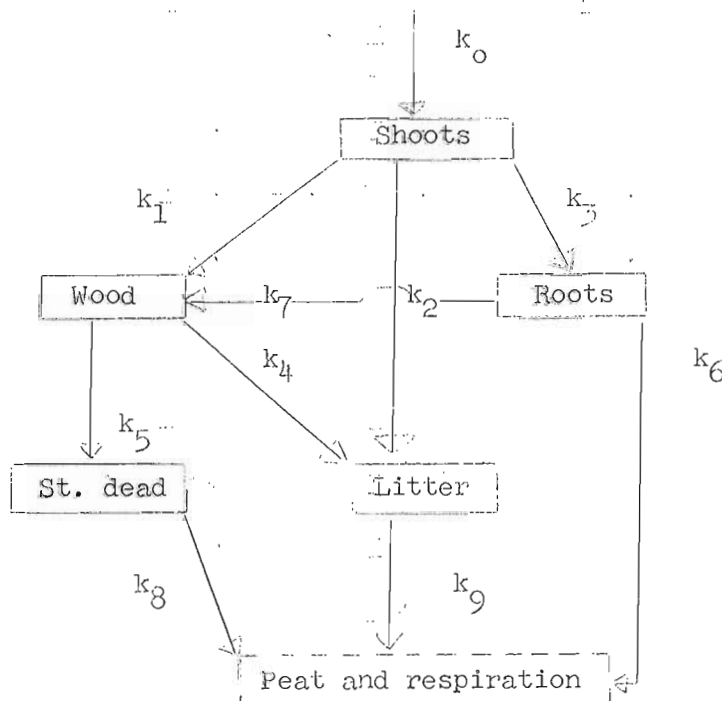 k₀
Shoots
k₁
k₃
Wood
k₇
k₂
Roots
k₄
k₆
k₅
St. dead
Litter
k₈
k₉
Peat and respiration